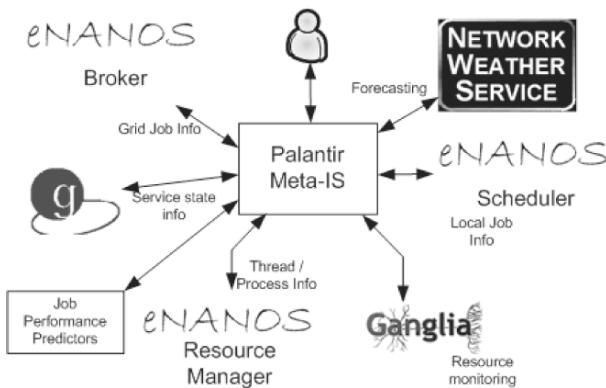 eNANOS
Broker
NETWORK
WEATHER
SERVICE
Forecasting
Grid Job Info
Palantir
Meta-IS
eNANOS
Scheduler
Local Job
Info
g
Service state
info
Thread /
Process Info
Job
Performance
Predictors
eNANOS
Resource
Manager
Ganglia
Resource
monitoring